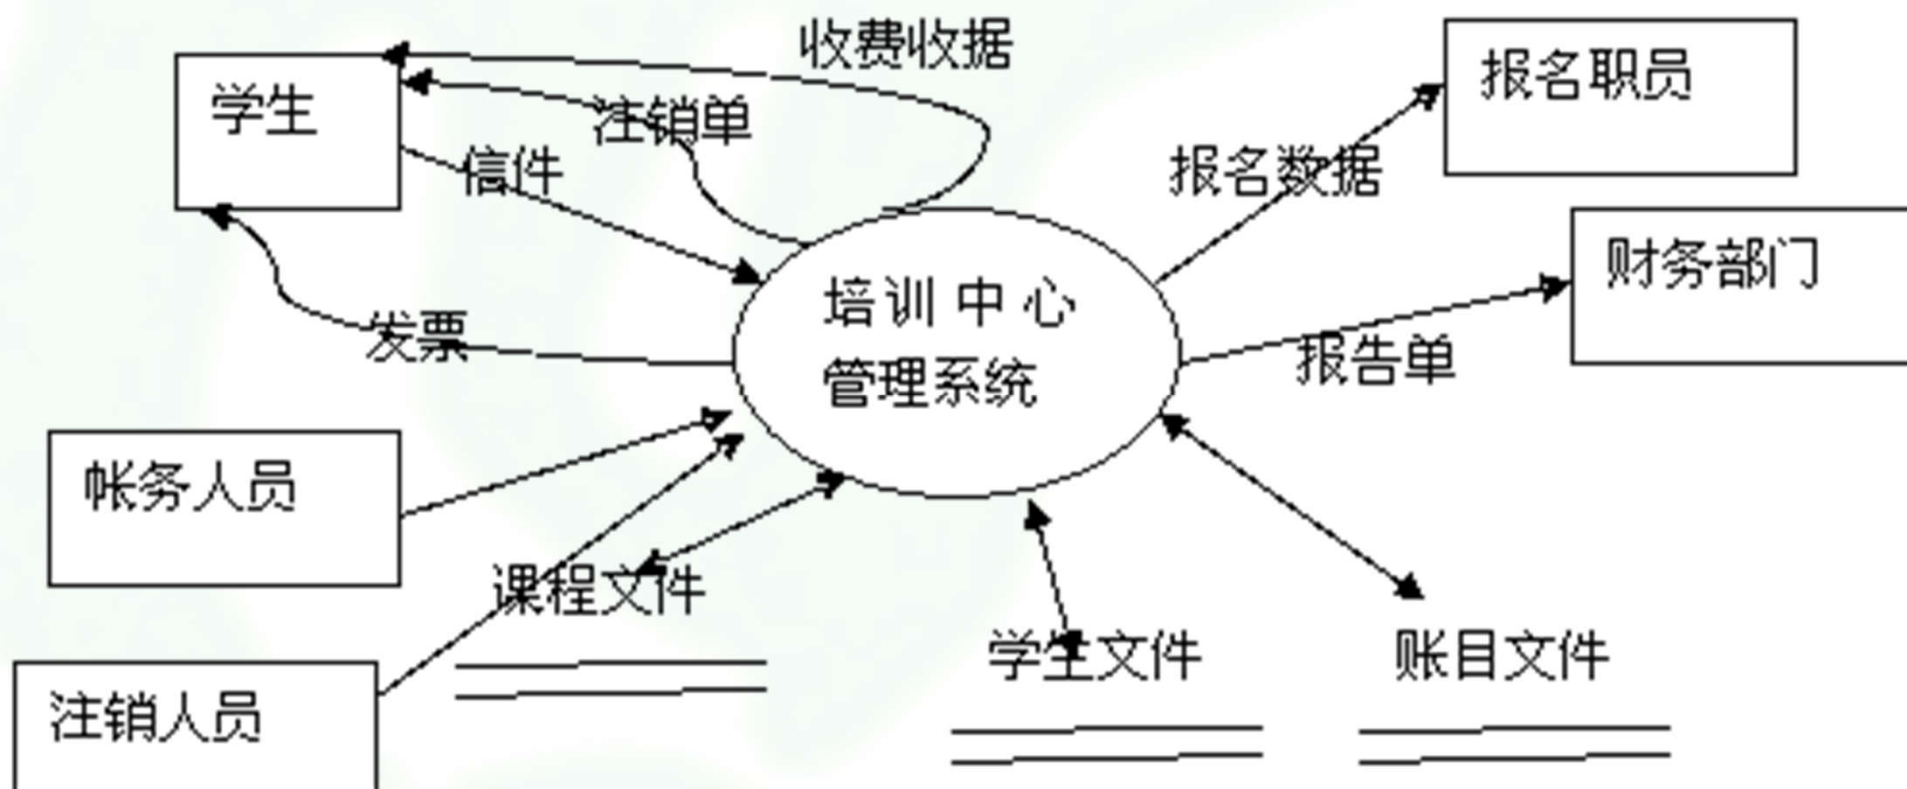 收费收据
报名职员
学生
注销单
信件
报名数据
财务部门
培训中心
管理系统
发票
报告单
帐务人员
课程文件
学生文件
账目文件
注销人员